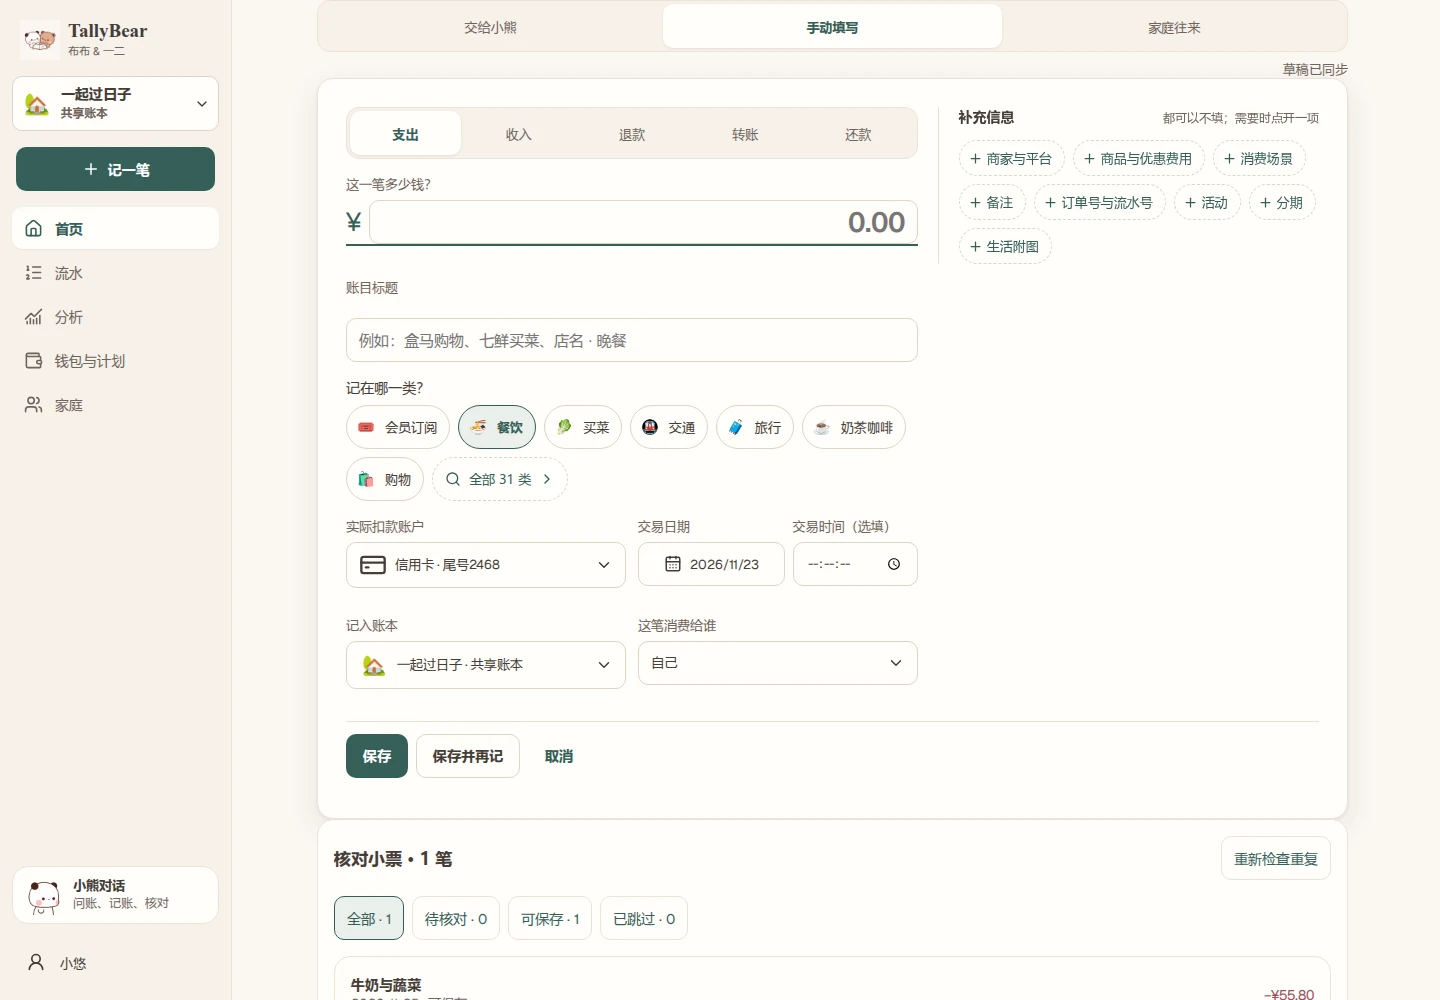 TallyBear
布布 & 一二
一起过日子
共享账本
记一笔
首页
流水
分析
钱包与计划
家庭
小熊对话
问账、记账、核对
小悠
交给小熊
手动填写
家庭往来
草稿已同步
支出
收入
退款
转账
还款
这一笔多少钱？
¥
0.00
账目标题
例如：盒马购物、七鲜买菜、店名 · 晚餐
记在哪一类？
会员订阅
餐饮
买菜
交通
旅行
奶茶咖啡
购物
全部 31 类
实际扣款账户
交易日期
交易时间（选填）
信用卡 · 尾号2468
2026/11/23
--:--:--
记入账本
这笔消费给谁
一起过日子 · 共享账本
自己
保存
保存并再记
取消
补充信息
都可以不填；需要时点开一项
商家与平台
商品与优惠费用
消费场景
备注
订单号与流水号
活动
分期
生活附图
核对小票 • 1 笔
重新检查重复
全部 · 1
待核对 · 0
可保存 · 1
已跳过 · 0
牛奶与蔬菜
−¥55.80